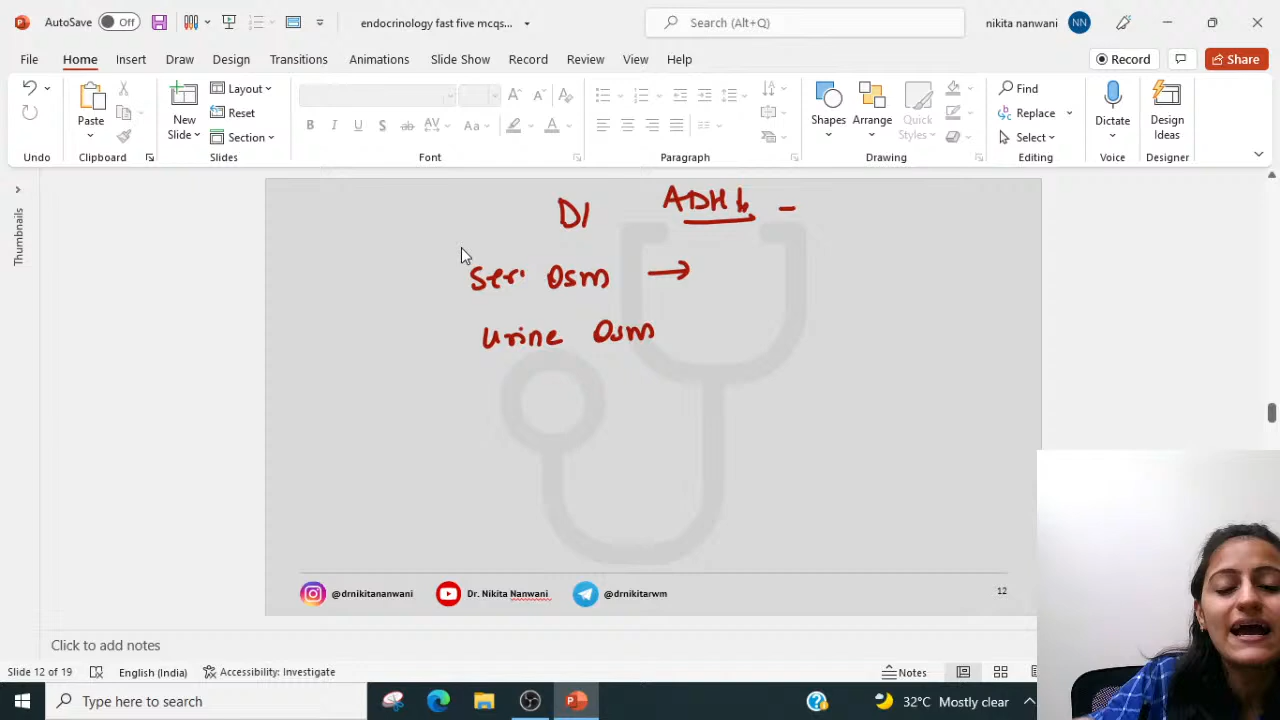 AutoSave Off endocrinology fast five mcqs... Search (Alt+Q) nikita nanwani NN
File Home Insert Draw Design Transitions Animations Slide Show Record Review View Help Record Share
Layout Find
Reset Replace
Paste New Slide Section B I U S ab AV Aa A Shapes Arrange Quick Styles Select Dictate Design Ideas
Undo Clipboard Slides Font Paragraph Drawing Editing Voice Designer
Thumbnails
DI ADH↓ -
Ser. Osm →
Urine Osm
@drnikitananwani Dr. Nikita Nanwani @drnikitarwm 12
Click to add notes
Slide 12 of 19 English (India) Accessibility: Investigate Notes
Type here to search 32°C Mostly clear